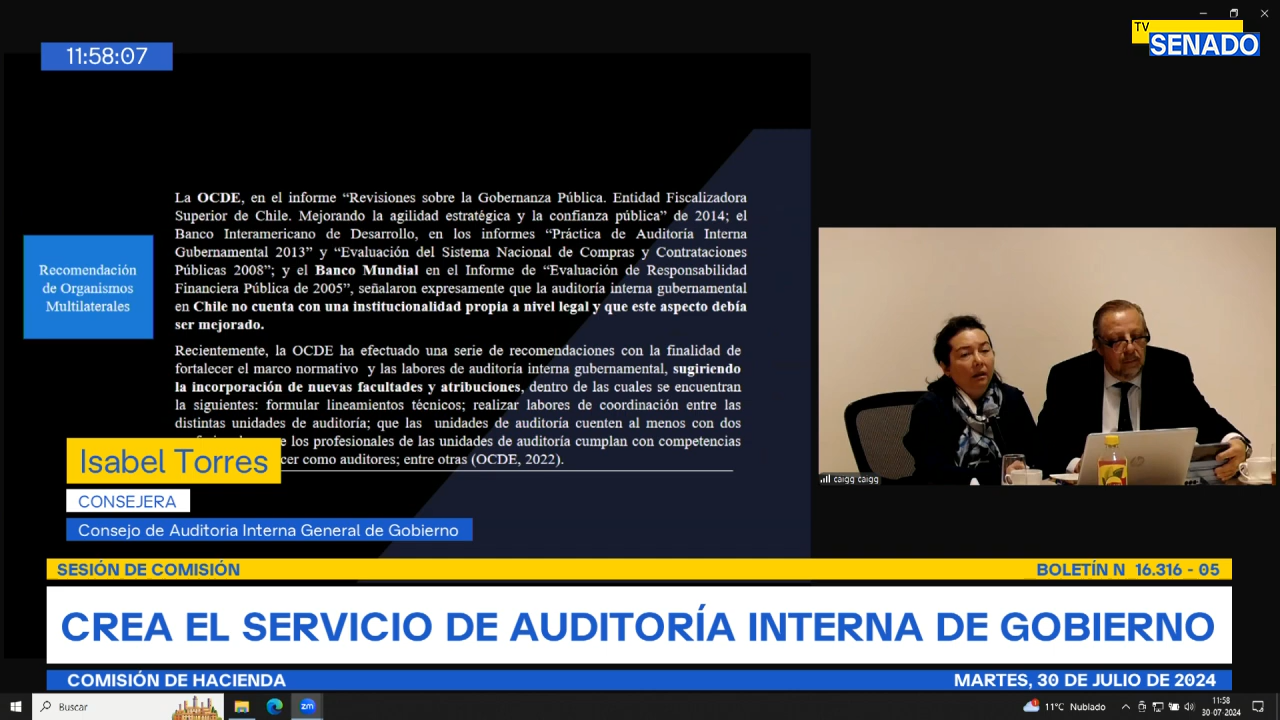 11:58:07
TV
SENADO
La OCDE, en el informe “Revisiones sobre la Gobernanza Pública. Entidad Fiscalizadora
Superior de Chile. Mejorando la agilidad estratégica y la confianza pública” de 2014; el
Banco Interamericano de Desarrollo, en los informes “Práctica de Auditoría Interna
Gubernamental 2013” y “Evaluación del Sistema Nacional de Compras y Contrataciones
Públicas 2008”; y el Banco Mundial en el Informe de “Evaluación de Responsabilidad
Financiera Pública de 2005”, señalaron expresamente que la auditoría interna gubernamental
en Chile no cuenta con una institucionalidad propia a nivel legal y que este aspecto debía
ser mejorado.
Recomendación
de Organismos
Multilaterales
Recientemente, la OCDE ha efectuado una serie de recomendaciones con la finalidad de
fortalecer el marco normativo y las labores de auditoría interna gubernamental, sugiriendo
la incorporación de nuevas facultades y atribuciones, dentro de las cuales se encuentran
la siguientes: formular lineamientos técnicos; realizar labores de coordinación entre las
distintas unidades de auditoría; que las unidades de auditoría cuenten al menos con dos
los profesionales de las unidades de auditoría cumplan con competencias
cer como auditores; entre otras (OCDE, 2022).
caigg caigg
hp
Isabel Torres
CONSEJERA
Consejo de Auditoria Interna General de Gobierno
SESIÓN DE COMISIÓN
BOLETÍN N 16.316 - 05
CREA EL SERVICIO DE AUDITORÍA INTERNA DE GOBIERNO
COMISIÓN DE HACIENDA
MARTES, 30 DE JULIO DE 2024
Buscar
zm
11°C Nublado
11:58
30-07-2024